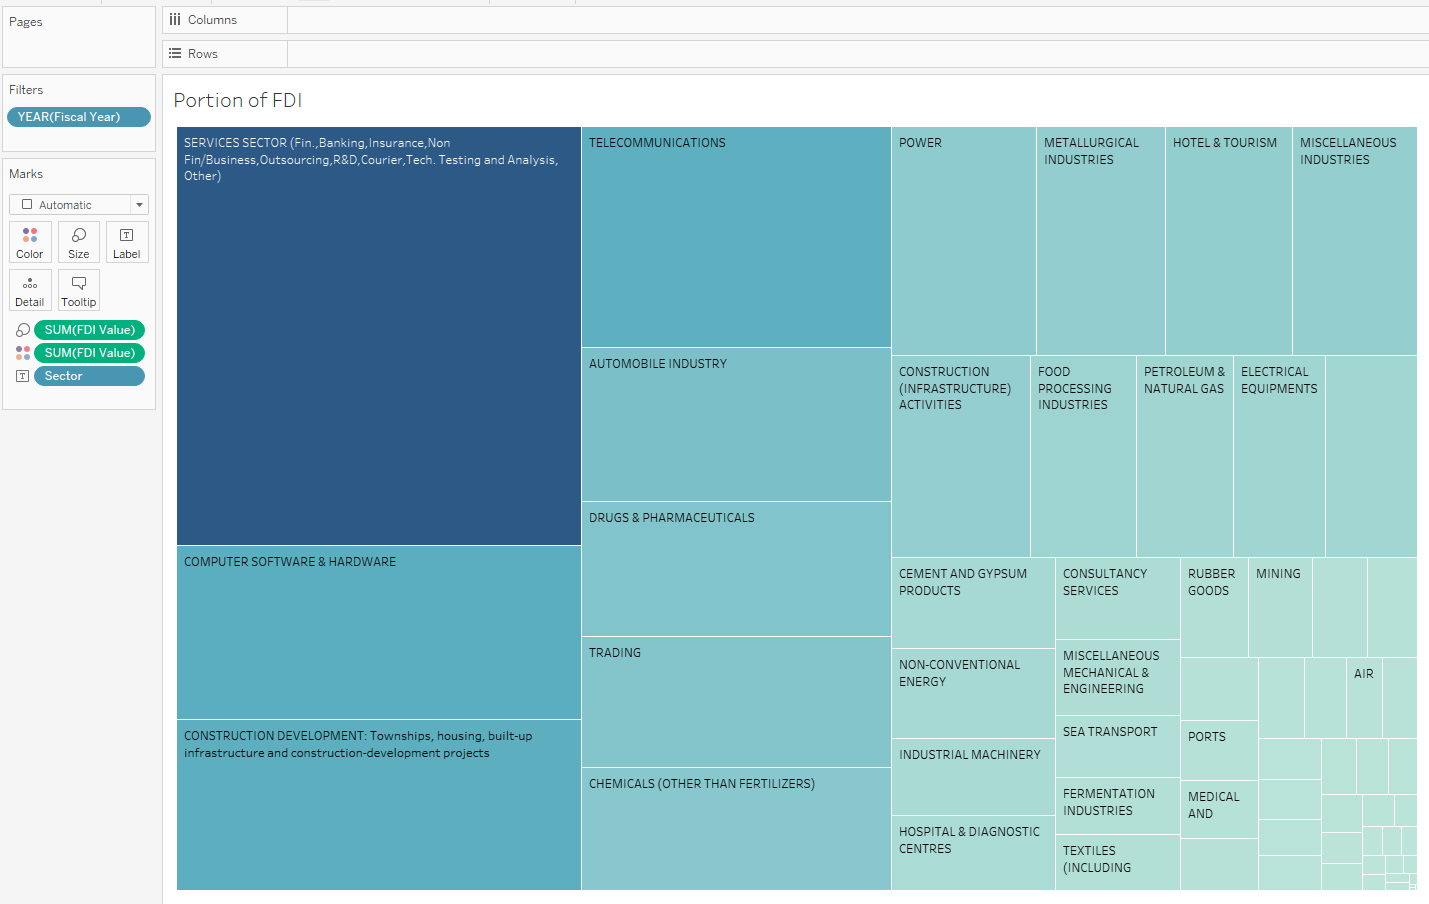 Pages
Columns
Rows
Filters
YEAR(Fiscal Year)
Marks
Automatic
Color
Size
Label
Detail
Tooltip
SUM(FDI Value)
SUM(FDI Value)
Sector
Portion of FDI
SERVICES SECTOR (Fin.,Banking,Insurance,Non
Fin/Business,Outsourcing,R&D,Courier,Tech. Testing and Analysis,
Other)
COMPUTER SOFTWARE & HARDWARE
CONSTRUCTION DEVELOPMENT: Townships, housing, built-up
infrastructure and construction-development projects
TELECOMMUNICATIONS
AUTOMOBILE INDUSTRY
DRUGS & PHARMACEUTICALS
TRADING
CHEMICALS (OTHER THAN FERTILIZERS)
POWER
METALLURGICAL
INDUSTRIES
HOTEL & TOURISM
MISCELLANEOUS
INDUSTRIES
CONSTRUCTION
(INFRASTRUCTURE)
ACTIVITIES
FOOD
PROCESSING
INDUSTRIES
PETROLEUM &
NATURAL GAS
ELECTRICAL
EQUIPMENTS
CEMENT AND GYPSUM
PRODUCTS
NON-CONVENTIONAL
ENERGY
INDUSTRIAL MACHINERY
HOSPITAL & DIAGNOSTIC
CENTRES
CONSULTANCY
SERVICES
MISCELLANEOUS
MECHANICAL &
ENGINEERING
SEA TRANSPORT
FERMENTATION
INDUSTRIES
TEXTILES
(INCLUDING
RUBBER
GOODS
MINING
AIR
PORTS
MEDICAL
AND